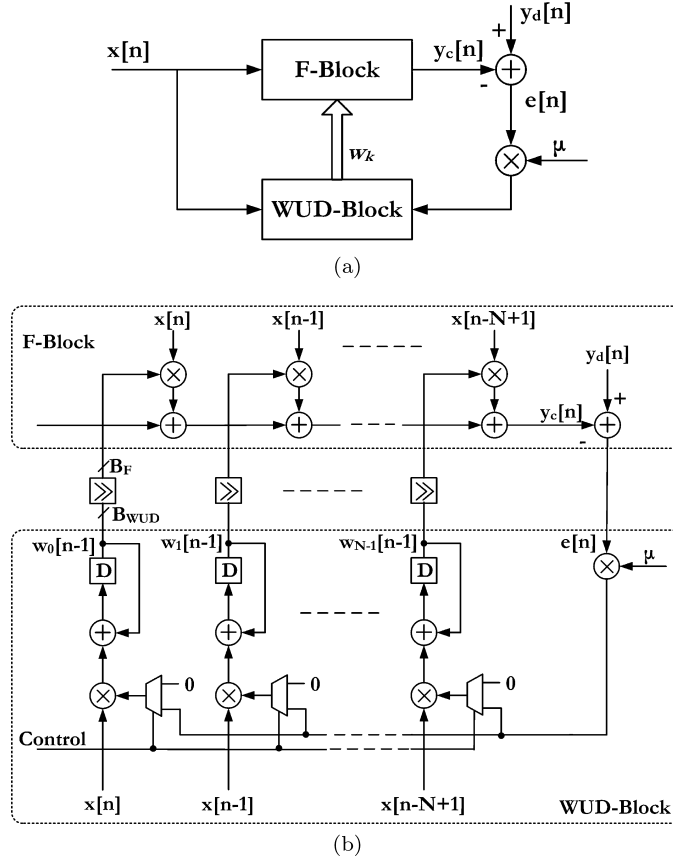 y_d[n]
x[n] + y_c[n]
F-Block
-
e[n]
w_k
μ
WUD-Block
(a)
x[n] x[n-1] x[n-N+1]
F-Block
y_d[n]
+
y_c[n]
-
B_F
B_WUD
w_0[n-1] w_1[n-1] w_{N-1}[n-1] e[n]
D D D μ
0 0 0
Control
x[n] x[n-1] x[n-N+1] WUD-Block
(b)